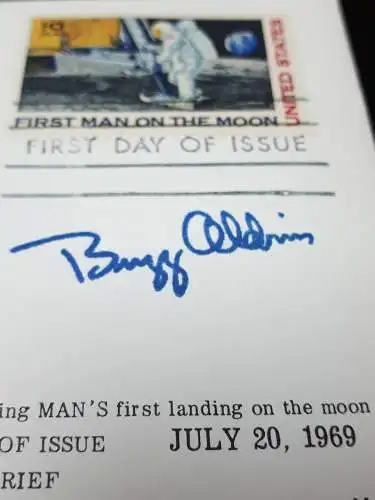 10¢
UNITED STATES
FIRST MAN ON THE MOON
FIRST DAY OF ISSUE
Buzz Aldrin
ing MAN'S first landing on the moon
OF ISSUE JULY 20, 1969
RIEF